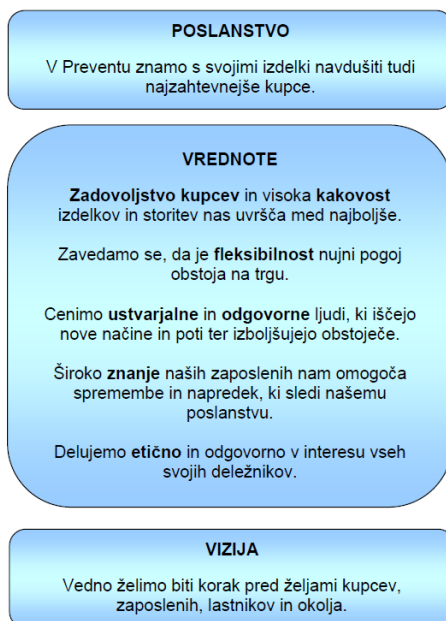 POSLANSTVO
V Preventu znamo s svojimi izdelki navdušiti tudi
najzahtevnejše kupce.
VREDNOTE
Zadovoljstvo kupcev in visoka kakovost
izdelkov in storitev nas uvršča med najboljše.
Zavedamo se, da je fleksibilnost nujni pogoj
obstoja na trgu.
Cenimo ustvarjalne in odgovorne ljudi, ki iščejo
nove načine in poti ter izboljšujejo obstoječe.
Široko znanje naših zaposlenih nam omogoča
spremembe in napredek, ki sledi našemu
poslanstvu.
Delujemo etično in odgovorno v interesu vseh
svojih deležnikov.
VIZIJA
Vedno želimo biti korak pred željami kupcev,
zaposlenih, lastnikov in okolja.